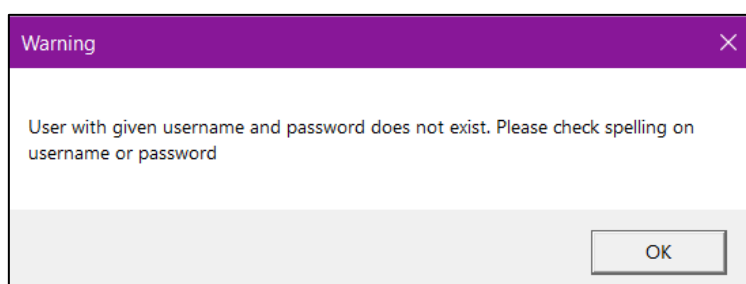 Warning
User with given username and password does not exist. Please check spelling on
username or password
OK